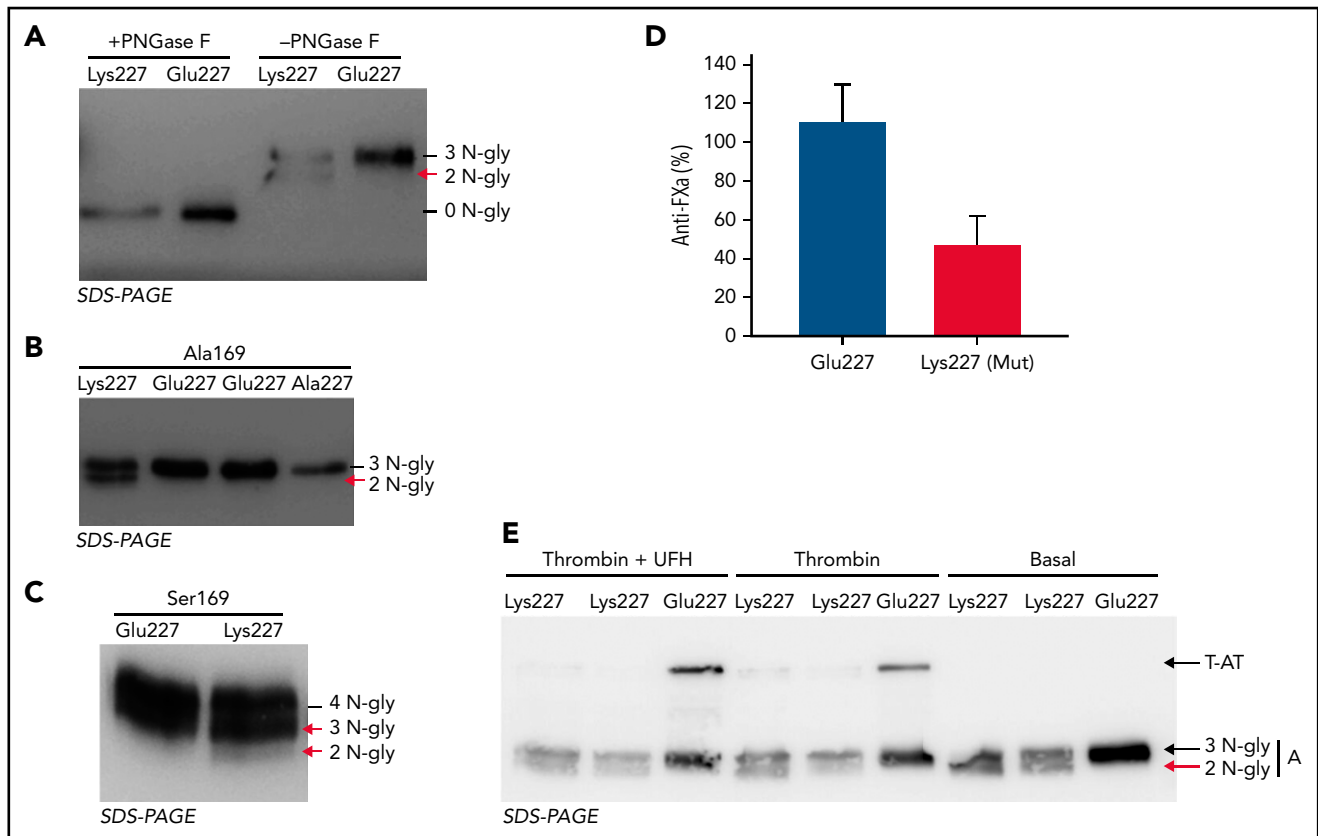 A
+PNGase F –PNGase F
Lys227 Glu227 Lys227 Glu227
3 N-gly
2 N-gly
0 N-gly
SDS-PAGE
B
Ala169
Lys227 Glu227 Glu227 Ala227
3 N-gly
2 N-gly
SDS-PAGE
C
Ser169
Glu227 Lys227
4 N-gly
3 N-gly
2 N-gly
SDS-PAGE
D
Anti-FXa (%)
140
120
100
80
60
40
20
0
Glu227 Lys227 (Mut)
E
Thrombin + UFH Thrombin Basal
Lys227 Lys227 Glu227 Lys227 Lys227 Glu227 Lys227 Lys227 Glu227
T-AT
3 N-gly
2 N-gly
A
SDS-PAGE